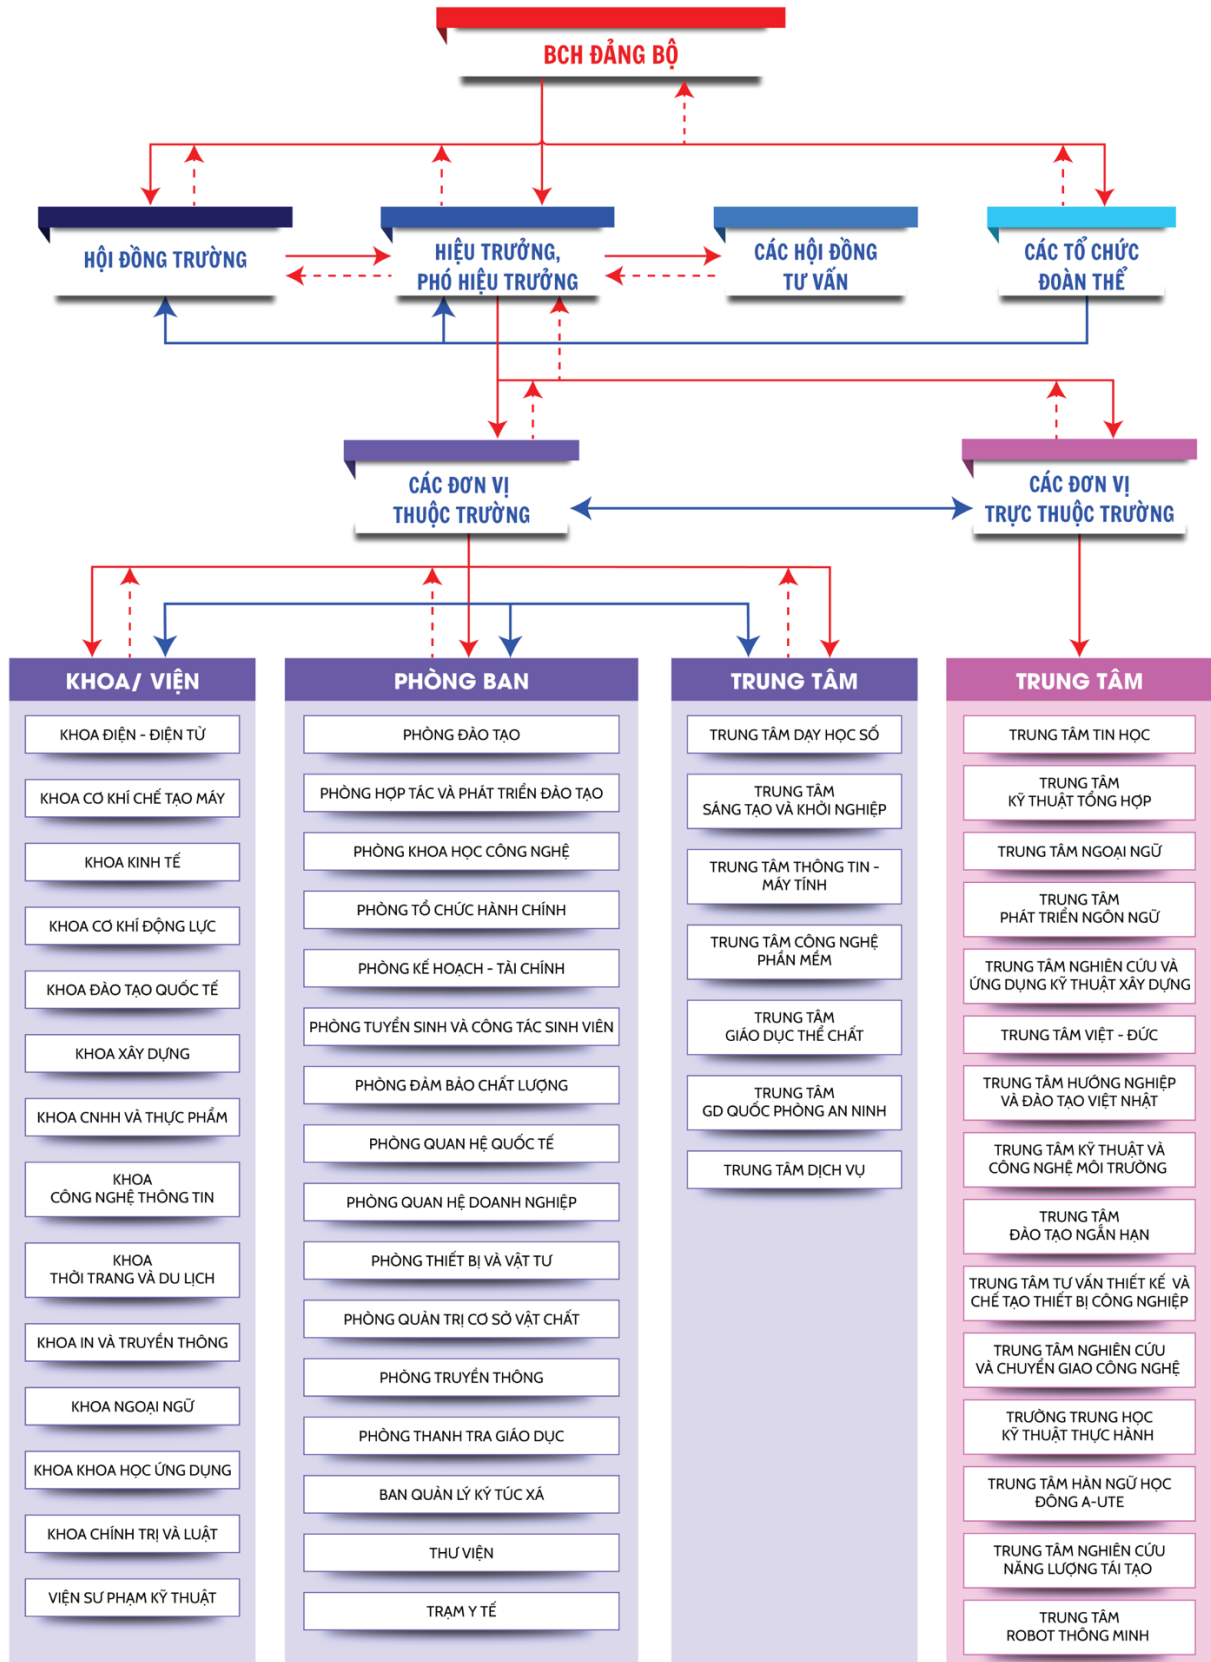 BCH ĐẢNG BỘ
HỘI ĐỒNG TRƯỜNG
HIỆU TRƯỞNG,
PHÓ HIỆU TRƯỞNG
CÁC HỘI ĐỒNG
TƯ VẤN
CÁC TỔ CHỨC
ĐOÀN THỂ
CÁC ĐƠN VỊ
THUỘC TRƯỜNG
CÁC ĐƠN VỊ
TRỰC THUỘC TRƯỜNG
KHOA/ VIỆN
KHOA ĐIỆN - ĐIỆN TỬ
KHOA CƠ KHÍ CHẾ TẠO MÁY
KHOA KINH TẾ
KHOA CƠ KHÍ ĐỘNG LỰC
KHOA ĐÀO TẠO QUỐC TẾ
KHOA XÂY DỰNG
KHOA CNHH VÀ THỰC PHẨM
KHOA
CÔNG NGHỆ THÔNG TIN
KHOA
THỜI TRANG VÀ DU LỊCH
KHOA IN VÀ TRUYỀN THÔNG
KHOA NGOẠI NGỮ
KHOA KHOA HỌC ỨNG DỤNG
KHOA CHÍNH TRỊ VÀ LUẬT
VIỆN SƯ PHẠM KỸ THUẬT
PHÒNG BAN
PHÒNG ĐÀO TẠO
PHÒNG HỢP TÁC VÀ PHÁT TRIỂN ĐÀO TẠO
PHÒNG KHOA HỌC CÔNG NGHỆ
PHÒNG TỔ CHỨC HÀNH CHÍNH
PHÒNG KẾ HOẠCH - TÀI CHÍNH
PHÒNG TUYỂN SINH VÀ CÔNG TÁC SINH VIÊN
PHÒNG ĐẢM BẢO CHẤT LƯỢNG
PHÒNG QUAN HỆ QUỐC TẾ
PHÒNG QUAN HỆ DOANH NGHIỆP
PHÒNG THIẾT BỊ VÀ VẬT TƯ
PHÒNG QUẢN TRỊ CƠ SỞ VẬT CHẤT
PHÒNG TRUYỀN THÔNG
PHÒNG THANH TRA GIÁO DỤC
BAN QUẢN LÝ KÝ TÚC XÁ
THƯ VIỆN
TRẠM Y TẾ
TRUNG TÂM
TRUNG TÂM DẠY HỌC SỐ
TRUNG TÂM
SÁNG TẠO VÀ KHỞI NGHIỆP
TRUNG TÂM THÔNG TIN -
MÁY TÍNH
TRUNG TÂM CÔNG NGHỆ
PHẦN MỀM
TRUNG TÂM
GIÁO DỤC THỂ CHẤT
TRUNG TÂM
GD QUỐC PHÒNG AN NINH
TRUNG TÂM DỊCH VỤ
TRUNG TÂM
TRUNG TÂM TIN HỌC
TRUNG TÂM
KỸ THUẬT TỔNG HỢP
TRUNG TÂM NGOẠI NGỮ
TRUNG TÂM
PHÁT TRIỂN NGÔN NGỮ
TRUNG TÂM NGHIÊN CỨU VÀ
ỨNG DỤNG KỸ THUẬT XÂY DỰNG
TRUNG TÂM VIỆT - ĐỨC
TRUNG TÂM HƯỚNG NGHIỆP
VÀ ĐÀO TẠO VIỆT NHẬT
TRUNG TÂM KỸ THUẬT VÀ
CÔNG NGHỆ MÔI TRƯỜNG
TRUNG TÂM
ĐÀO TẠO NGẮN HẠN
TRUNG TÂM TƯ VẤN THIẾT KẾ VÀ
CHẾ TẠO THIẾT BỊ CÔNG NGHIỆP
TRUNG TÂM NGHIÊN CỨU
VÀ CHUYỂN GIAO CÔNG NGHỆ
TRƯỜNG TRUNG HỌC
KỸ THUẬT THỰC HÀNH
TRUNG TÂM HÀN NGỮ HỌC
ĐÔNG A-UTE
TRUNG TÂM NGHIÊN CỨU
NĂNG LƯỢNG TÁI TẠO
TRUNG TÂM
ROBOT THÔNG MINH